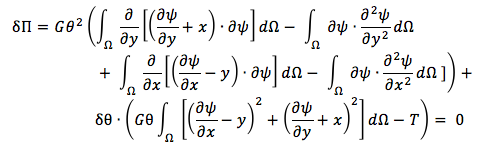 δΠ = Gθ² (∫_Ω ∂/∂y [(∂ψ/∂y + x) · ∂ψ] dΩ − ∫_Ω ∂ψ · ∂²ψ/∂y² dΩ
+ ∫_Ω ∂/∂x [(∂ψ/∂x − y) · ∂ψ] dΩ − ∫_Ω ∂ψ · ∂²ψ/∂x² dΩ ]) +
δθ · (Gθ ∫_Ω [(∂ψ/∂x − y)² + (∂ψ/∂y + x)²] dΩ − T) = 0